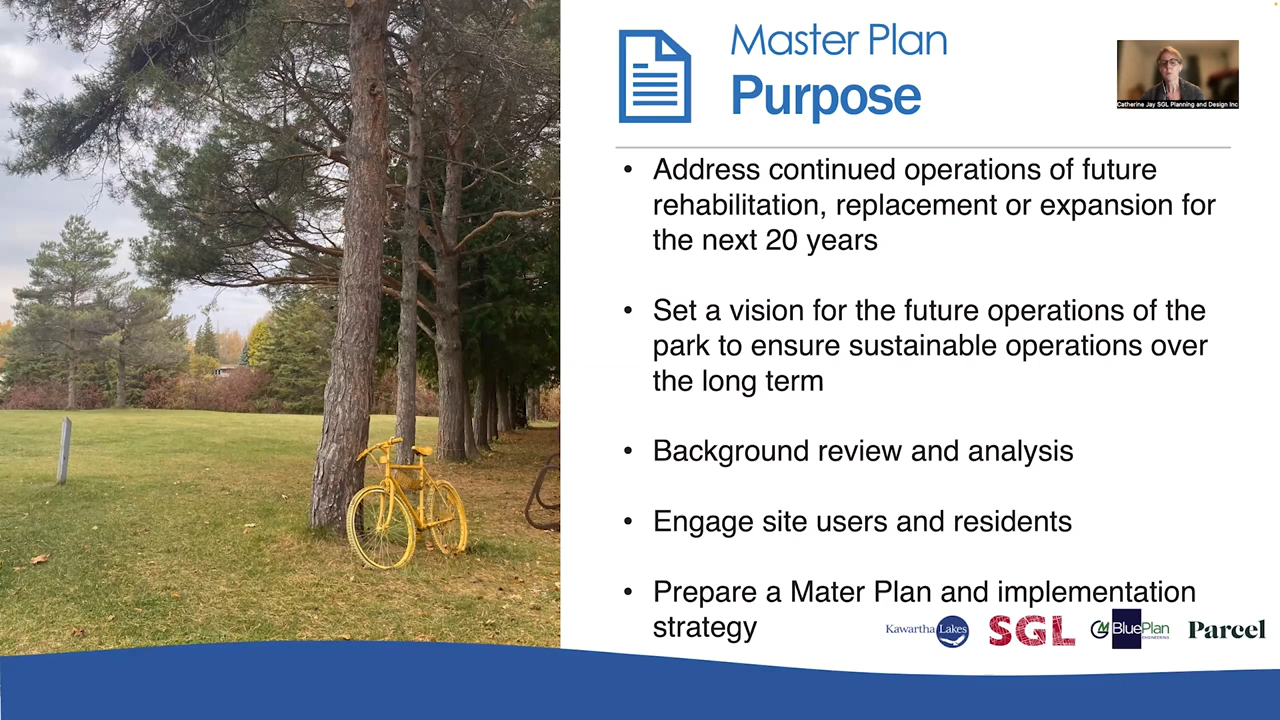 Master Plan
Purpose
Catherine Jay SGL Planning and Design Inc
• Address continued operations of future
rehabilitation, replacement or expansion for
the next 20 years
• Set a vision for the future operations of the
park to ensure sustainable operations over
the long term
• Background review and analysis
• Engage site users and residents
• Prepare a Mater Plan and implementation
strategy
Kawartha Lakes
SGL
GM BluePlan
ENGINEERING
Parcel